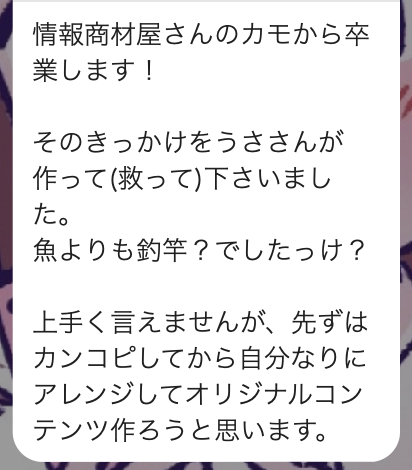 情報商材屋さんのカモから卒
業します！
そのきっかけをうささんが
作って(救って)下さいまし
た。
魚よりも釣竿？でしたっけ？
上手く言えませんが、先ずは
カンコピしてから自分なりに
アレンジしてオリジナルコン
テンツ作ろうと思います。